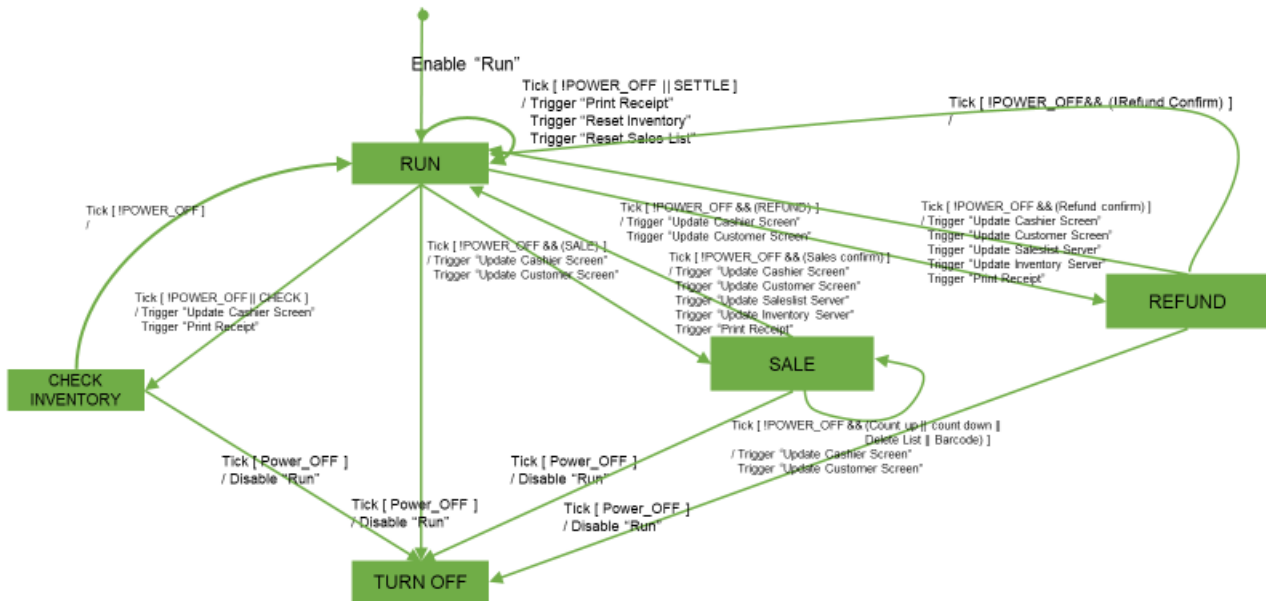 Enable “Run”
Tick [ !POWER_OFF || SETTLE ]
/ Trigger “Print Receipt”
Trigger “Reset Inventory”
Trigger “Reset Sales List”
Tick [ !POWER_OFF&& (!Refund Confirm) ]
/
RUN
Tick [ !POWER_OFF ]
/
Tick [ !POWER_OFF && (REFUND) ]
/ Trigger “Update Cashier Screen”
Trigger “Update Customer Screen”
Tick [ !POWER_OFF && (Refund confirm) ]
/ Trigger “Update Cashier Screen”
Trigger “Update Customer Screen”
Trigger “Update Saleslist Server”
Trigger “Update Inventory Server”
Trigger “Print Receipt”
Tick [ !POWER_OFF && (SALE) ]
/ Trigger “Update Cashier Screen”
Trigger “Update Customer Screen”
Tick [ !POWER_OFF && (Sales confirm) ]
/ Trigger “Update Cashier Screen”
Trigger “Update Customer Screen”
Trigger “Update Saleslist Server”
Trigger “Update Inventory Server”
Trigger “Print Receipt”
Tick [ !POWER_OFF || CHECK ]
/ Trigger “Update Cashier Screen”
Trigger “Print Receipt”
REFUND
SALE
CHECK
INVENTORY
Tick [ !POWER_OFF && (Count up || count down ||
Delete List || Barcode) ]
/ Trigger “Update Cashier Screen”
Trigger “Update Customer Screen”
Tick [ Power_OFF ]
/ Disable “Run”
Tick [ Power_OFF ]
/ Disable “Run”
Tick [ Power_OFF ]
/ Disable “Run”
Tick [ Power_OFF ]
/ Disable “Run”
TURN OFF